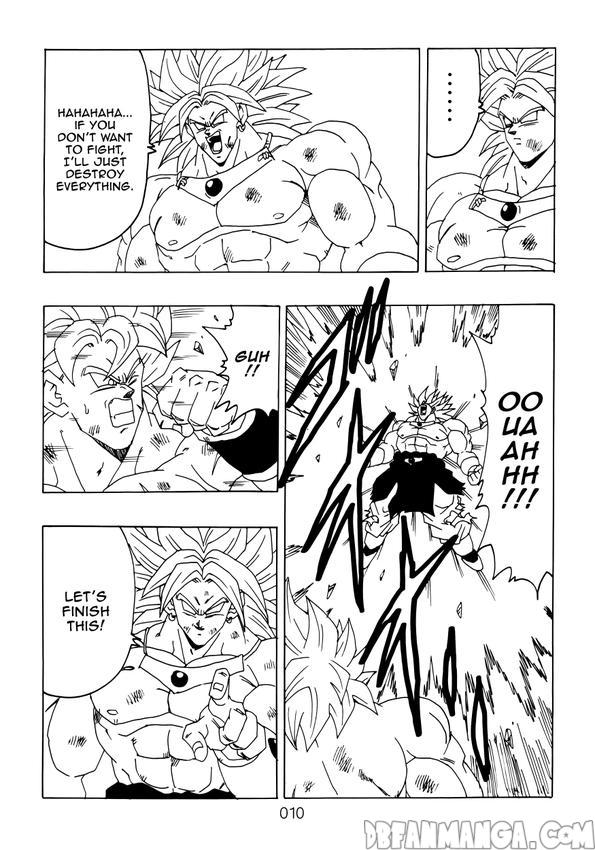 . . . . .
HAHAHAHA...
IF YOU
DON'T WANT
TO FIGHT,
I'LL JUST
DESTROY
EVERYTHING.
OO
UA
AH
HH
!!!
GUH
!!
LET'S
FINISH
THIS!
010
DBFANMANGA.COM